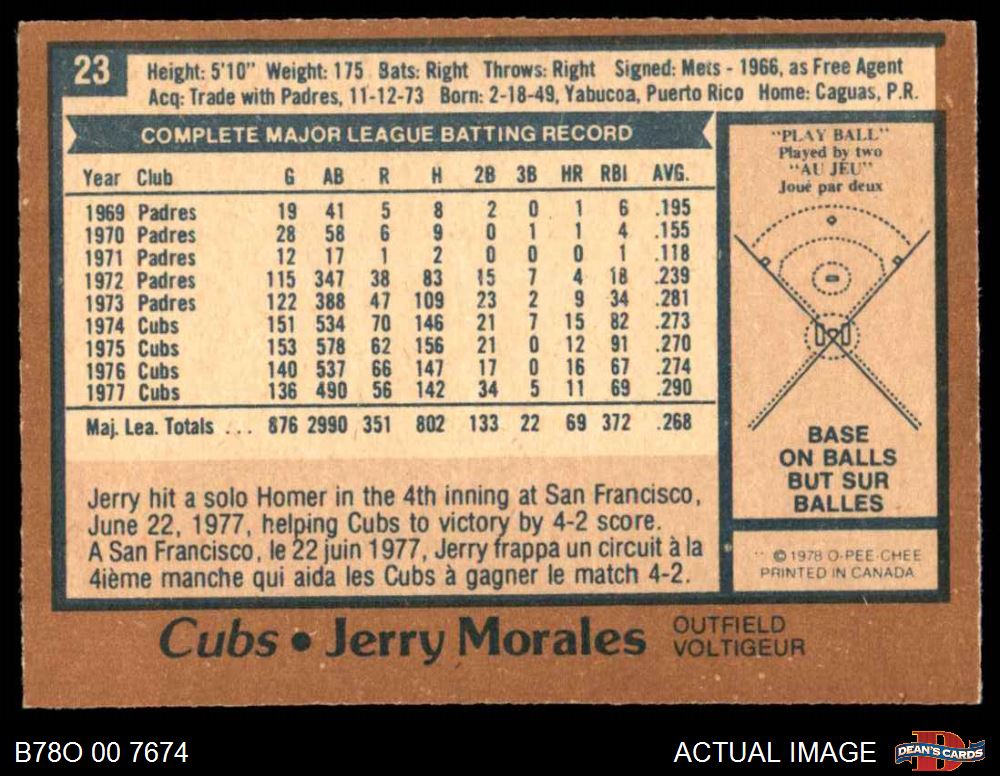 23
Height: 5'10" Weight: 175 Bats: Right Throws: Right Signed: Mets - 1966, as Free Agent
Acq: Trade with Padres, 11-12-73 Born: 2-18-49, Yabucoa, Puerto Rico Home: Caguas, P.R.
COMPLETE MAJOR LEAGUE BATTING RECORD
Year Club G AB R H 2B 3B HR RBI AVG.
1969 Padres 19 41 5 8 2 0 1 6 .195
1970 Padres 28 58 6 9 0 1 1 4 .155
1971 Padres 12 17 1 2 0 0 0 1 .118
1972 Padres 115 347 38 83 15 7 4 18 .239
1973 Padres 122 388 47 109 23 2 9 34 .281
1974 Cubs 151 534 70 146 21 7 15 82 .273
1975 Cubs 153 578 62 156 21 0 12 91 .270
1976 Cubs 140 537 66 147 17 0 16 67 .274
1977 Cubs 136 490 56 142 34 5 11 69 .290
Maj. Lea. Totals ... 876 2990 351 802 133 22 69 372 .268
Jerry hit a solo Homer in the 4th inning at San Francisco,
June 22, 1977, helping Cubs to victory by 4-2 score.
A San Francisco, le 22 juin 1977, Jerry frappa un circuit à la
4ième manche qui aida les Cubs à gagner le match 4-2.
"PLAY BALL"
Played by two
"AU JEU"
Joué par deux
BASE
ON BALLS
BUT SUR
BALLES
© 1978 O-PEE-CHEE
PRINTED IN CANADA
Cubs • Jerry Morales
OUTFIELD
VOLTIGEUR
B78O 00 7674
ACTUAL IMAGE
D
DEAN'S CARDS